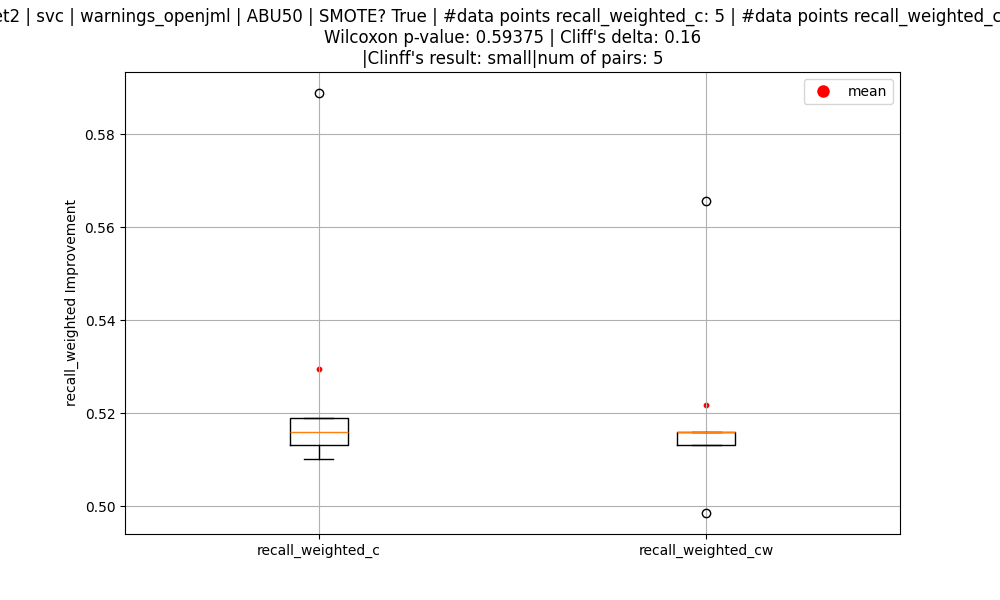 et2 | svc | warnings_openjml | ABU50 | SMOTE? True | #data points recall_weighted_c: 5 | #data points recall_weighted_c
Wilcoxon p-value: 0.59375 | Cliff's delta: 0.16
|Clinff's result: small|num of pairs: 5
mean
0.58
0.56
0.54
0.52
0.50
recall_weighted Improvement
recall_weighted_c
recall_weighted_cw